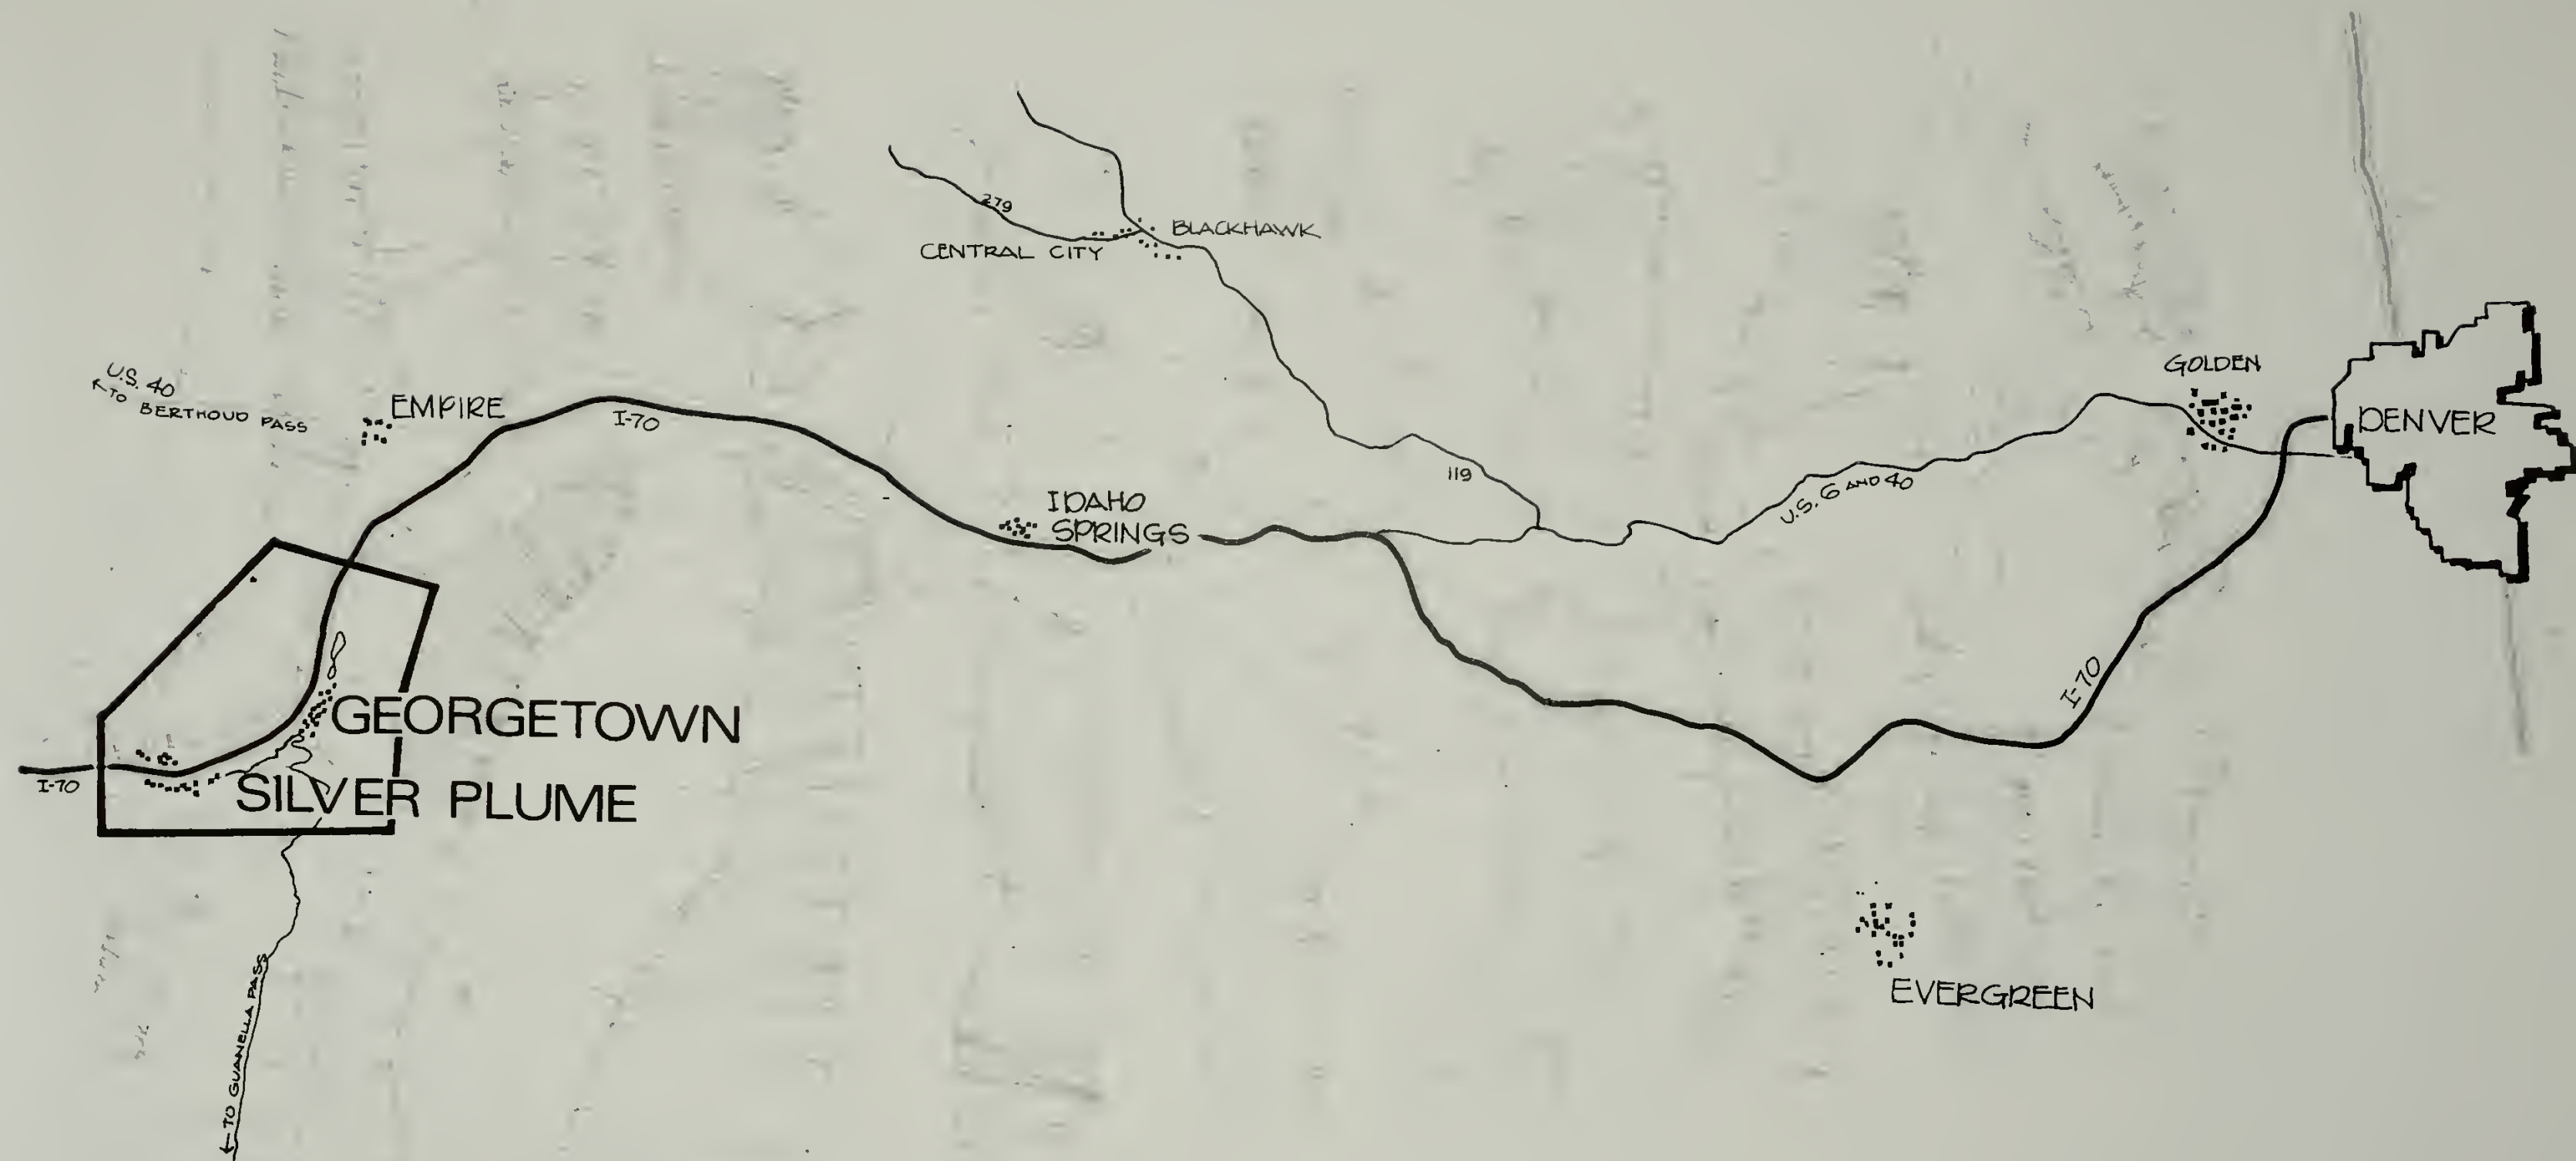 279
BLACKHAWK
CENTRAL CITY
U.S. 40
←TO BERTHOUD PASS
EMPIRE
I-70
GOLDEN
DENVER
119
U.S. 6 AND 40
IDAHO
SPRINGS
I-70
GEORGETOWN
I-70
SILVER PLUME
← TO GUANELLA PASS
EVERGREEN